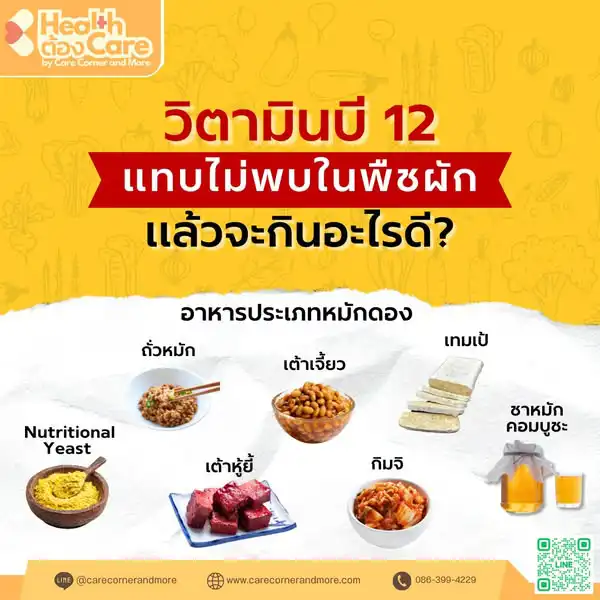 Health
ต้อง Care
by Care Corner and More
วิตามินบี 12
แทบไม่พบในพืชผัก
แล้วจะกินอะไรดี?
อาหารประเภทหมักดอง
ถั่วหมัก
เต้าเจี้ยว
เทมเป้
ชาหมัก
คอมบูชะ
Nutritional
Yeast
เต้าหู้ยี้
กิมจิ
LINE
@carecornerandmore
www.carecornerandmore.com
086-399-4229
LINE